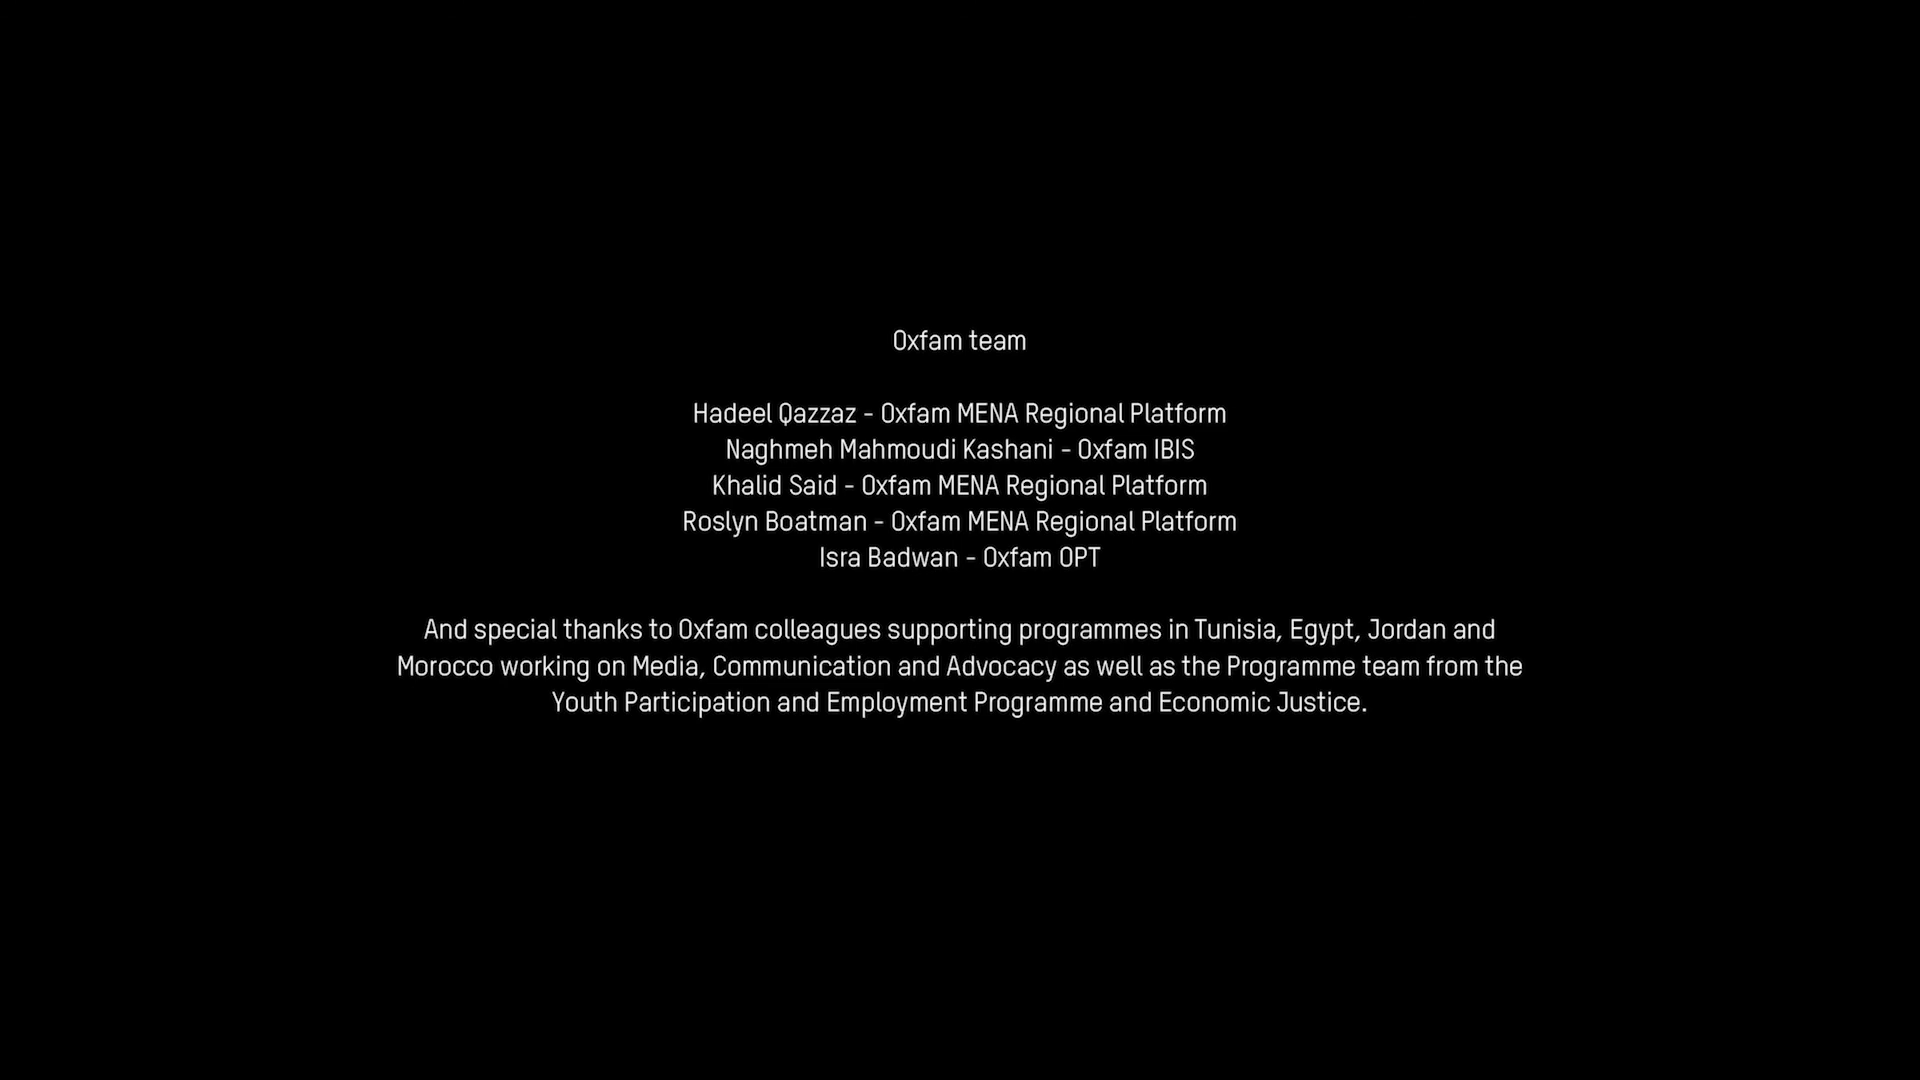 Oxfam team
Hadeel Qazzaz - Oxfam MENA Regional Platform
Naghmeh Mahmoudi Kashani - Oxfam IBIS
Khalid Said - Oxfam MENA Regional Platform
Roslyn Boatman - Oxfam MENA Regional Platform
Isra Badwan - Oxfam OPT
And special thanks to Oxfam colleagues supporting programmes in Tunisia, Egypt, Jordan and
Morocco working on Media, Communication and Advocacy as well as the Programme team from the
Youth Participation and Employment Programme and Economic Justice.